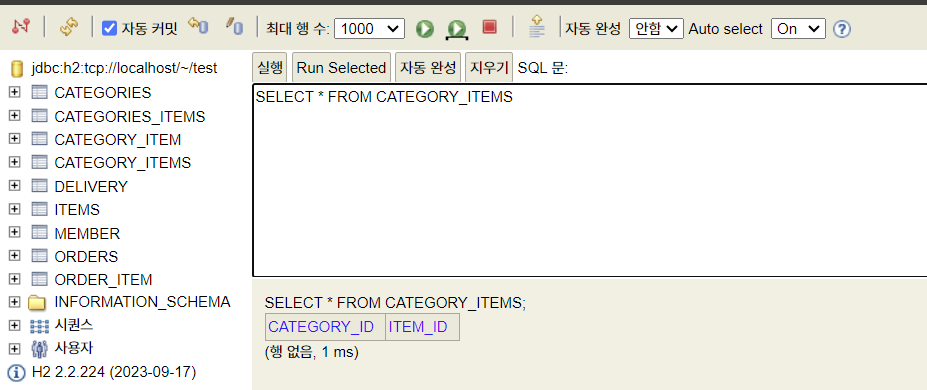 자동 커밋 최대 행 수: 1000 자동 완성 안함 Auto select On
jdbc:h2:tcp://localhost/~/test
CATEGORIES
CATEGORIES_ITEMS
CATEGORY_ITEM
CATEGORY_ITEMS
DELIVERY
ITEMS
MEMBER
ORDERS
ORDER_ITEM
INFORMATION_SCHEMA
시퀀스
사용자
H2 2.2.224 (2023-09-17)
실행 Run Selected 자동 완성 지우기 SQL 문:
SELECT * FROM CATEGORY_ITEMS
SELECT * FROM CATEGORY_ITEMS;
CATEGORY_ID ITEM_ID
(행 없음, 1 ms)